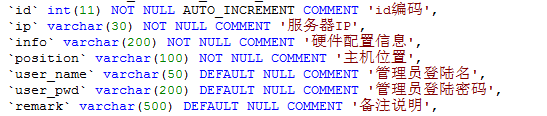 `id` int(11) NOT NULL AUTO_INCREMENT COMMENT 'id编码',
`ip` varchar(30) NOT NULL COMMENT '服务器IP',
`info` varchar(200) NOT NULL COMMENT '硬件配置信息',
`position` varchar(100) NOT NULL COMMENT '主机位置',
`user_name` varchar(50) DEFAULT NULL COMMENT '管理员登陆名',
`user_pwd` varchar(200) DEFAULT NULL COMMENT '管理员登陆密码',
`remark` varchar(500) DEFAULT NULL COMMENT '备注说明',